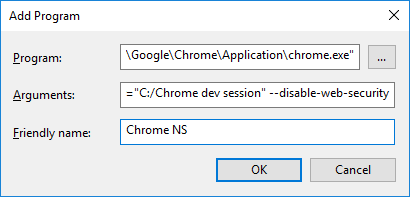 Add Program
Program: \Google\Chrome\Application\chrome.exe" ...
Arguments: ="C:/Chrome dev session" --disable-web-security
Friendly name: Chrome NS
OK Cancel